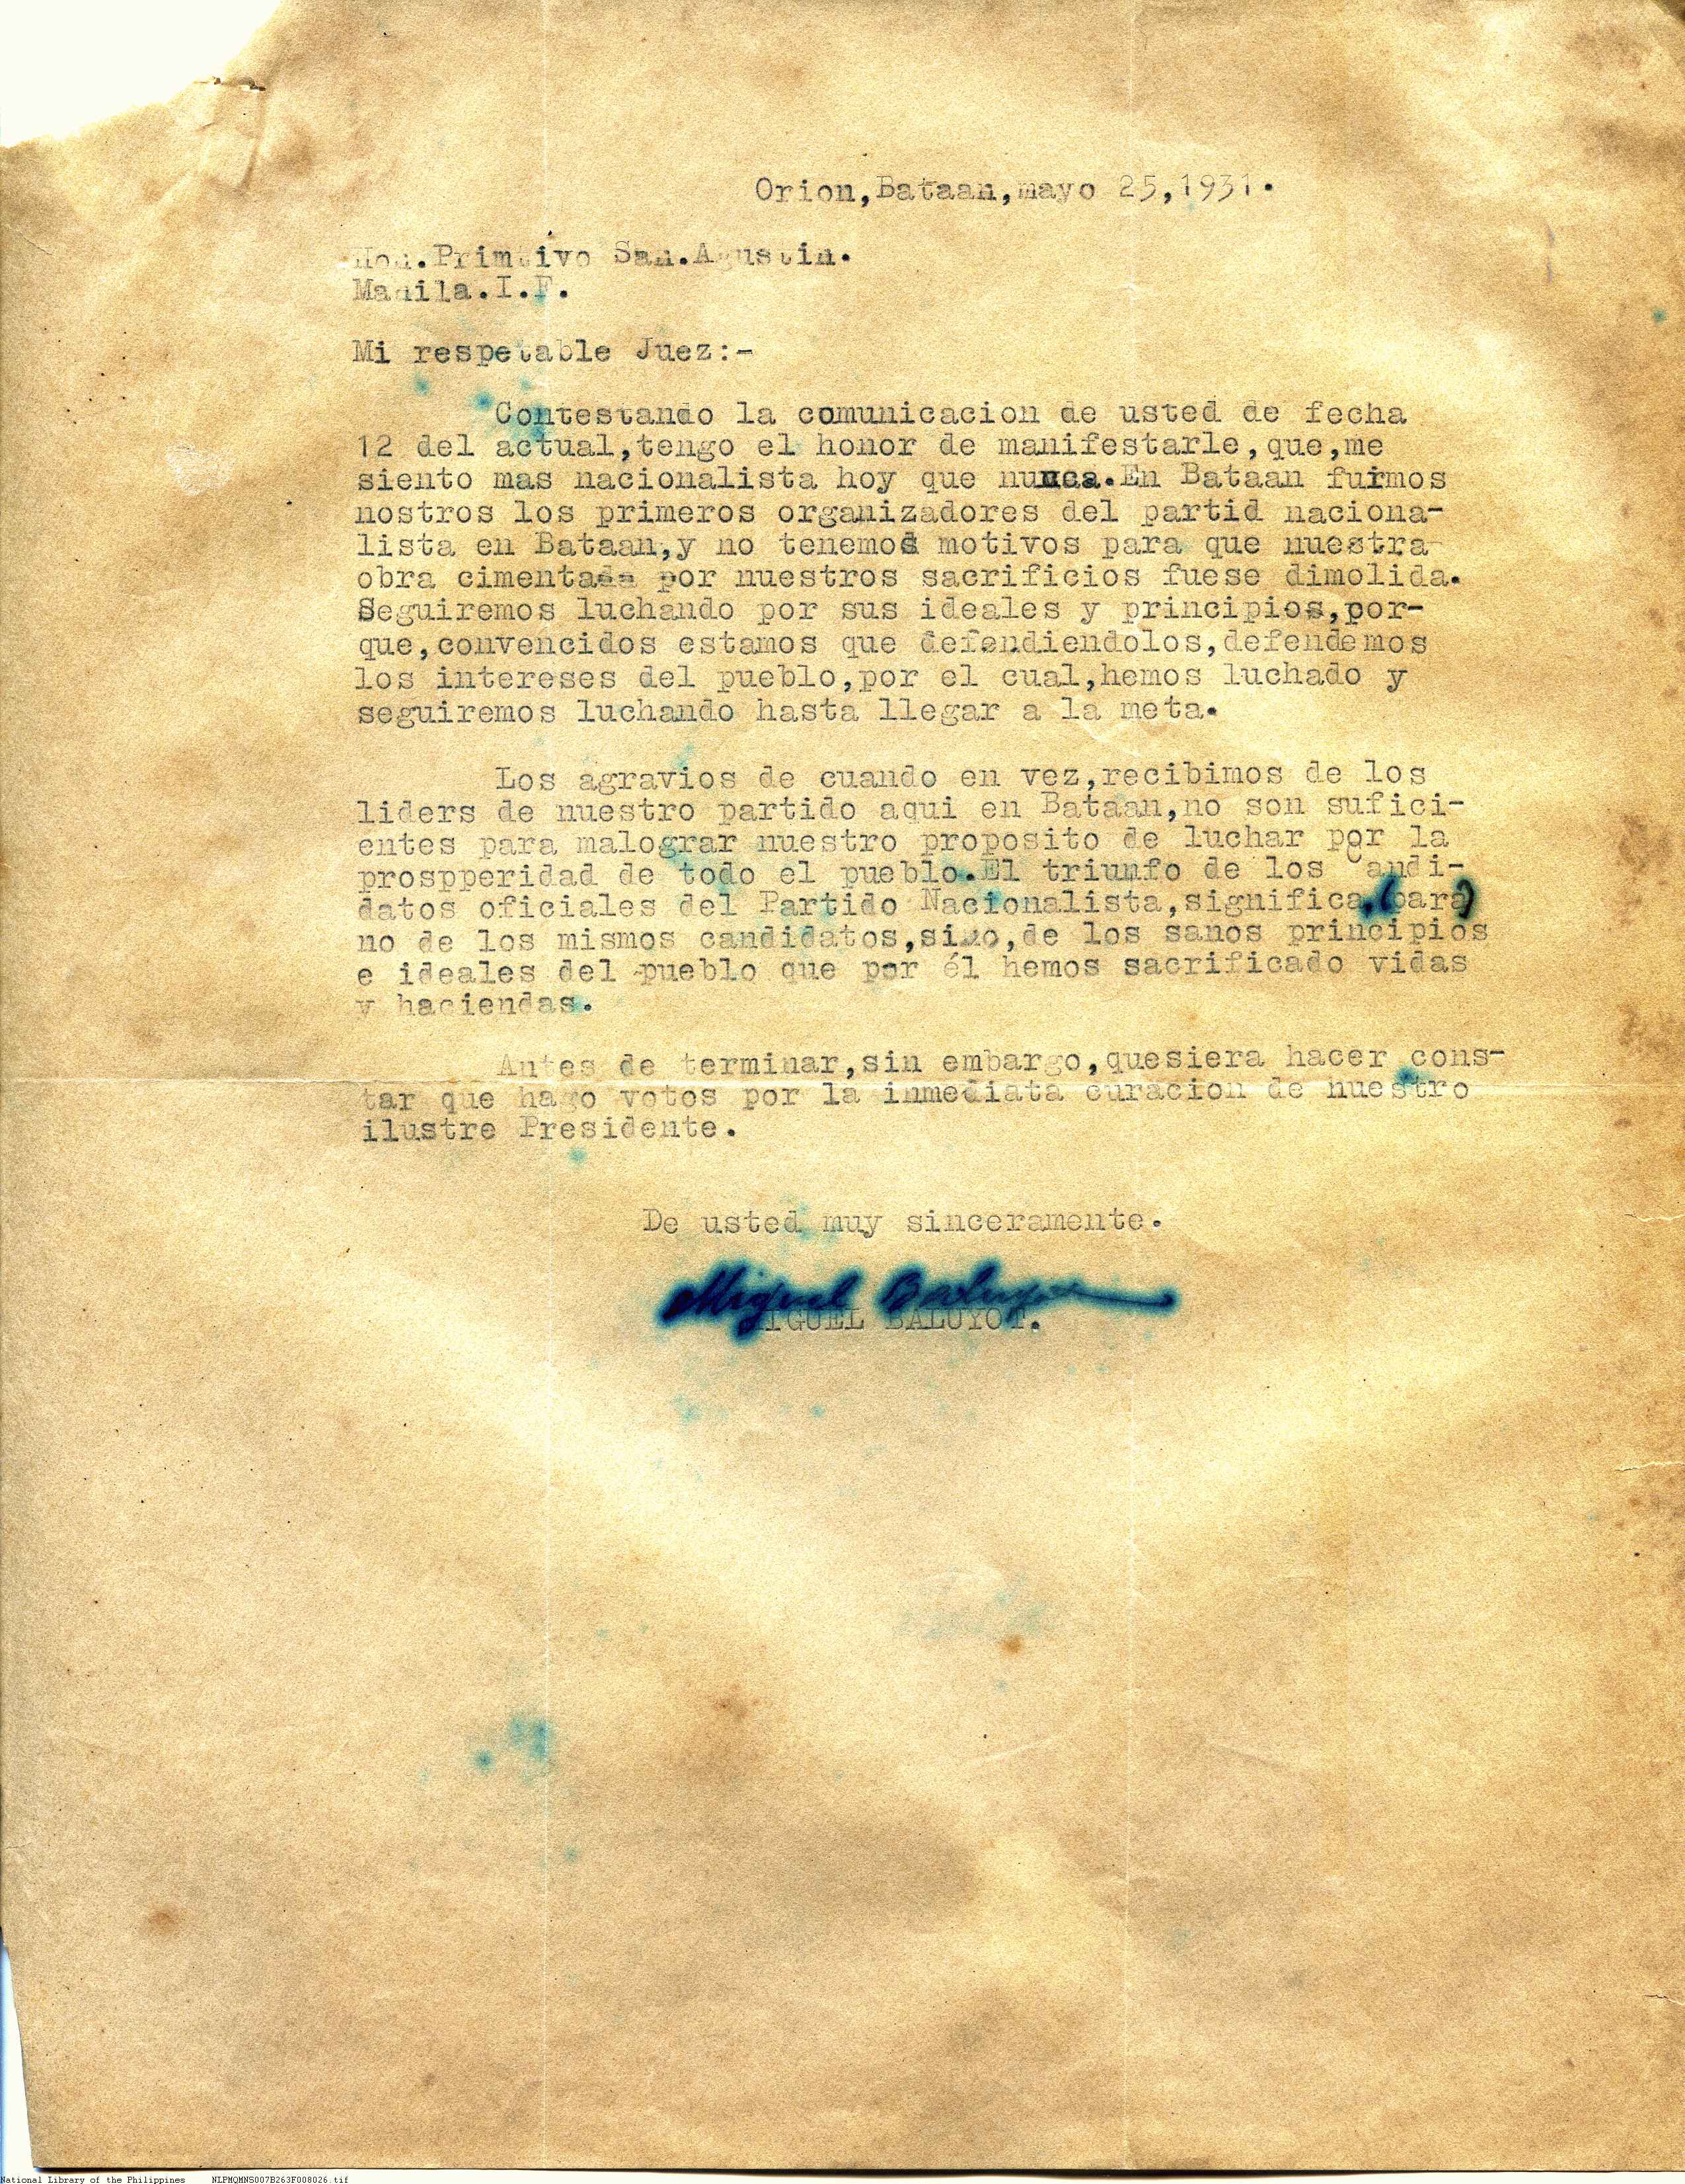 Orion,Bataan,mayo 25,1931.
Hon.Primtivo San.Agustin.
Manila.I.F.
Mi respetable Juez:-
Contestando la comunicacion de usted de fecha
12 del actual,tengo el honor de manifestarle,que,me
siento mas nacionalista hoy que nunca.En Bataan fuimos
nostros los primeros organizadores del partid naciona-
lista en Bataan,y no tenemos motivos para que nuestra
obra cimentada por nuestros sacrificios fuese dimolida.
Seguiremos luchando por sus ideales y principios,por-
que,convencidos estamos que defendiendolos,defendemos
los intereses del pueblo,por el cual,hemos luchado y
seguiremos luchando hasta llegar a la meta.
Los agravios de cuando en vez,recibimos de los
liders de nuestro partido aqui en Bataan,no son sufici-
entes para malograr nuestro proposito de luchar por la
prospperidad de todo el pueblo.El triunfo de los Candi-
datos oficiales del Partido Nacionalista,significa,(para)
no de los mismos candidatos,sino,de los sanos principios
e ideales del pueblo que por él hemos sacrificado vidas
y haciendas.
Antes de terminar,sin embargo,quesiera hacer cons-
tar que hago votos por la inmediata curacion de nuestro
ilustre Presidente.
De usted muy sinceramente.
Miguel Baluyot
MIGUEL BALUYOT.
National Library of the Philippines NLPMQMNS007B263F008026.tif